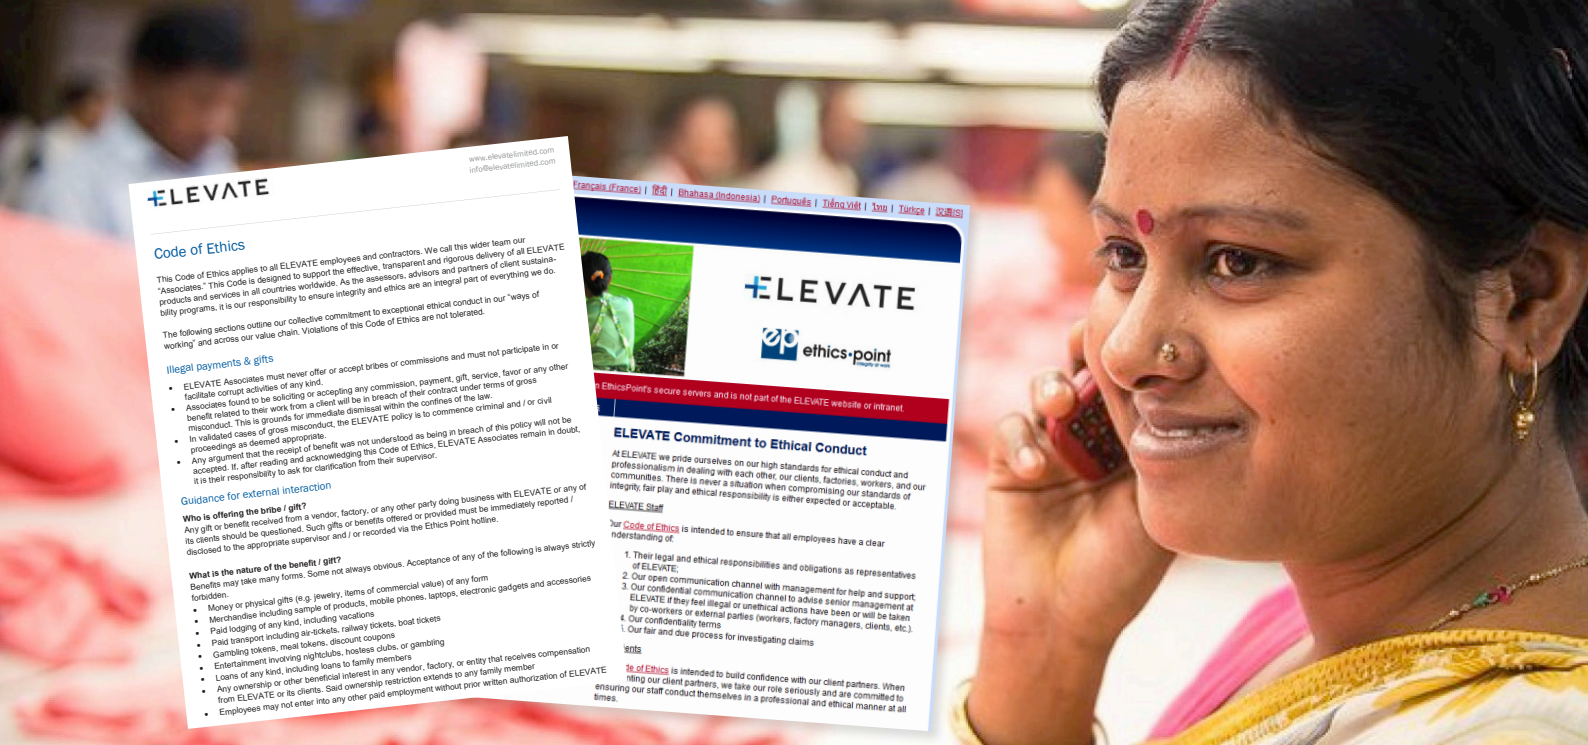 www.elevatelimited.com
info@elevatelimited.com
ELEVATE
Code of Ethics
This Code of Ethics applies to all ELEVATE employees and contractors. We call this wider team our
"Associates." This Code is designed to support the effective, transparent and rigorous delivery of all ELEVATE
products and services in all countries worldwide. As the assessors, advisors and partners of client sustaina-
bility programs, it is our responsibility to ensure integrity and ethics are an integral part of everything we do.
The following sections outline our collective commitment to exceptional ethical conduct in our "ways of
working" and across our value chain. Violations of this Code of Ethics are not tolerated.
Illegal payments & gifts
• ELEVATE Associates must never offer or accept bribes or commissions and must not participate in or
facilitate corrupt activities of any kind.
• Associates found to be soliciting or accepting any commission, payment, gift, service, favor or any other
benefit related to their work from a client will be in breach of their contract under terms of gross
misconduct. This is grounds for immediate dismissal within the confines of the law.
• In validated cases of gross misconduct, the ELEVATE policy is to commence criminal and / or civil
proceedings as deemed appropriate.
• Any argument that the receipt of benefit was not understood as being in breach of this policy will not be
accepted. If, after reading and acknowledging this Code of Ethics, ELEVATE Associates remain in doubt,
it is their responsibility to ask for clarification from their supervisor.
Guidance for external interaction
Who is offering the bribe / gift?
Any gift or benefit received from a vendor, factory, or any other party doing business with ELEVATE or any of
its clients should be questioned. Such gifts or benefits offered or provided must be immediately reported /
disclosed to the appropriate supervisor and / or recorded via the Ethics Point hotline.
What is the nature of the benefit / gift?
Benefits may take many forms. Some not always obvious. Acceptance of any of the following is always strictly
forbidden.
• Money or physical gifts (e.g. jewelry, items of commercial value) of any form
• Merchandise including sample of products, mobile phones, laptops, electronic gadgets and accessories
• Paid lodging of any kind, including vacations
• Paid transport including air-tickets, railway tickets, boat tickets
• Gambling tokens, meal tokens, discount coupons
• Entertainment involving nightclubs, hostess clubs, or gambling
• Loans of any kind, including loans to family members
• Any ownership or other beneficial interest in any vendor, factory, or entity that receives compensation
from ELEVATE or its clients. Said ownership restriction extends to any family member
• Employees may not enter into any other paid employment without prior written authorization of ELEVATE
Français (France) | हिंदी | Bhahasa (Indonesia) | Português | Tiếng Việt | ไทย | Türkçe | 汉语(S)
ELEVATE
ep ethics·point
integrity at work
n EthicsPoint's secure servers and is not part of the ELEVATE website or intranet.
ELEVATE Commitment to Ethical Conduct
At ELEVATE we pride ourselves on our high standards for ethical conduct and
professionalism in dealing with each other, our clients, factories, workers, and our
communities. There is never a situation when compromising our standards of
integrity, fair play and ethical responsibility is either expected or acceptable.
ELEVATE Staff
Our Code of Ethics is intended to ensure that all employees have a clear
nderstanding of:
1. Their legal and ethical responsibilities and obligations as representatives
of ELEVATE;
2. Our open communication channel with management for help and support;
3. Our confidential communication channel to advise senior management at
ELEVATE if they feel illegal or unethical actions have been or will be taken
by co-workers or external parties (workers, factory managers, clients, etc.).
4. Our confidentiality terms
5. Our fair and due process for investigating claims
ients
de of Ethics is intended to build confidence with our client partners. When
nting our client partners, we take our role seriously and are committed to
ensuring our staff conduct themselves in a professional and ethical manner at all
times.